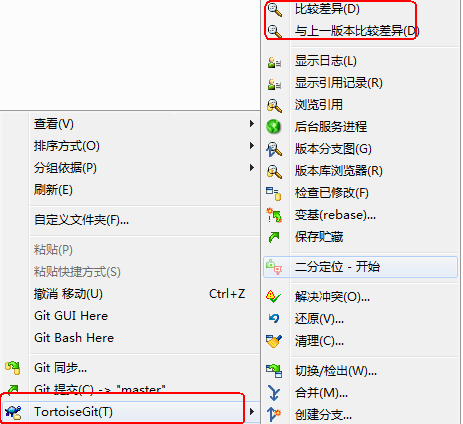 查看(V)
排序方式(O)
分组依据(P)
刷新(E)
自定义文件夹(F)...
粘贴(P)
粘贴快捷方式(S)
撤消 移动(U) Ctrl+Z
Git GUI Here
Git Bash Here
Git 同步...
Git 提交(C) -> "master"
TortoiseGit(T)
比较差异(D)
与上一版本比较差异(D)
显示日志(L)
显示引用记录(R)
浏览引用
后台服务进程
版本分支图(G)
版本库浏览器(R)
检查已修改(F)
变基(rebase)...
保存贮藏
二分定位 - 开始
解决冲突(O)...
还原(V)...
清理(C)...
切换/检出(W)...
合并(M)...
创建分支...